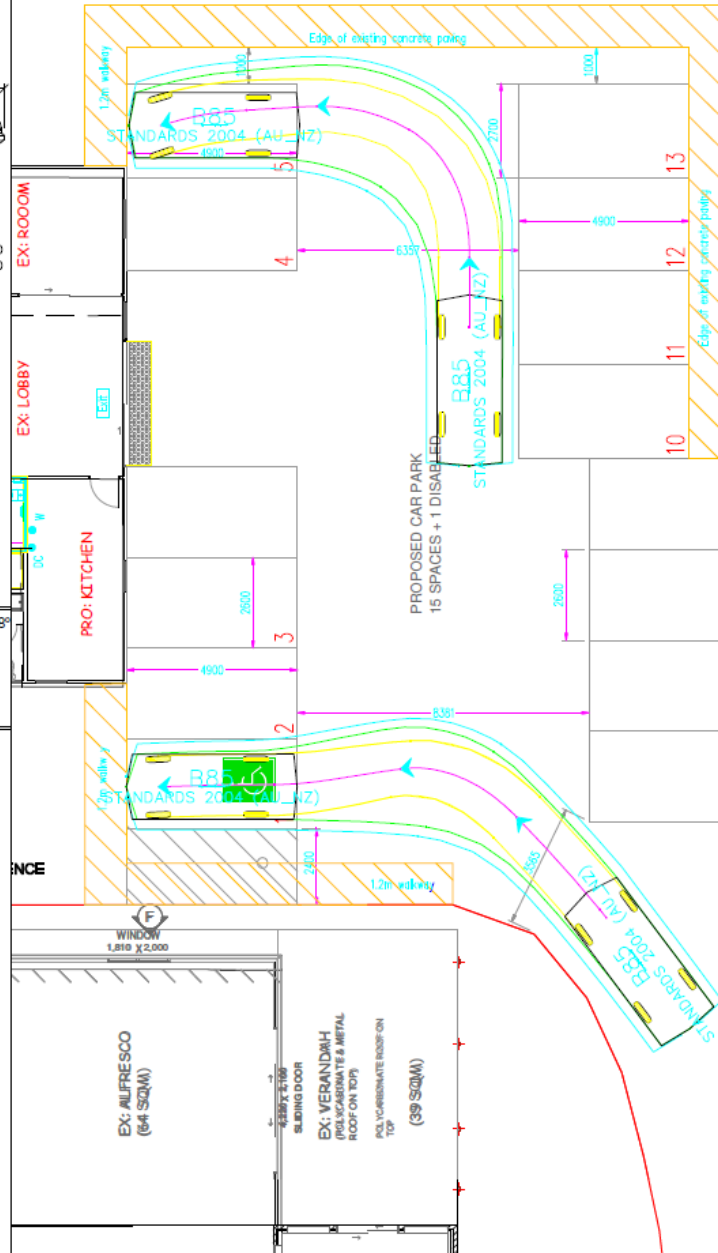 Edge of existing concrete paving
1.2m walkway
1000
1000
B85
STANDARDS 2004 (AU_NZ)
4900
5
2700
13
EX: ROOOM
4
6357
4900
12
Edge of existing concrete paving
EX: LOBBY
Exit
11
B85
STANDARDS 2004 (AU_NZ)
10
PROPOSED CAR PARK
15 SPACES + 1 DISABLED
W
DC
PRO: KITCHEN
2600
3
2600
4900
2
8381
B85
STANDARDS 2004 (AU_NZ)
ENCE
2400
1.2m walkway
3585
B85
STANDARDS 2004 (AU_NZ)
F
WINDOW
1,810 X 2,000
EX: ALFRESCO
(64 SQM)
SLIDING DOOR
EX: VERANDAH
(POLYCARBONATE & METAL
ROOF ON TOP)
POLYCARBONATE ROOF ON
TOP
(39 SQM)